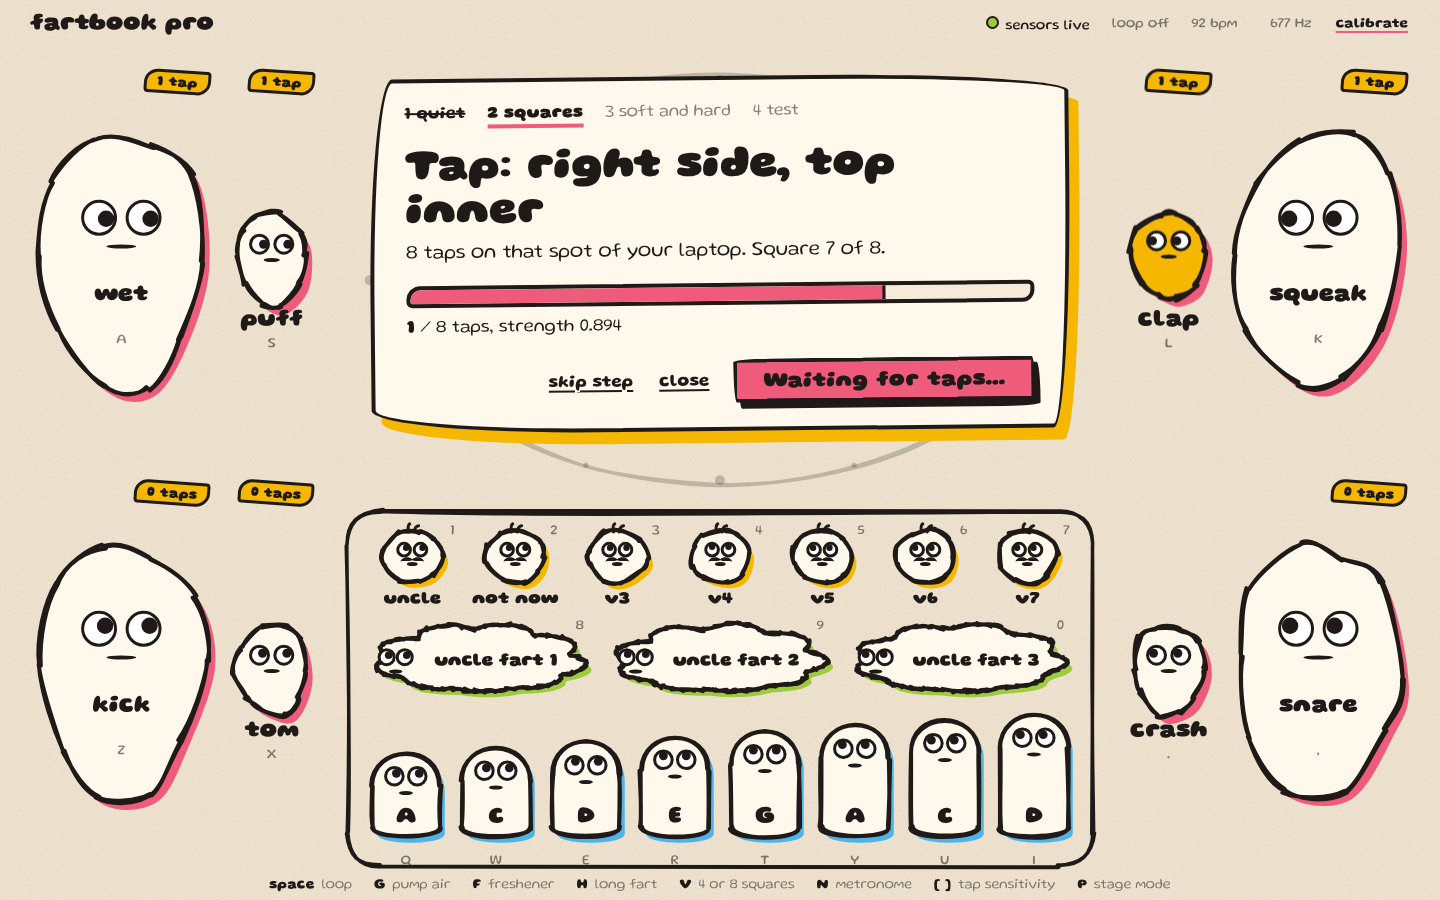 fartbook pro
sensors live loop off 92 bpm 677 Hz calibrate
1 tap 1 tap 1 tap 1 tap
1 quiet 2 squares 3 soft and hard 4 test
Tap: right side, top
inner
8 taps on that spot of your laptop. Square 7 of 8.
1 / 8 taps, strength 0.894
skip step close Waiting for taps...
wet
A
puff
S
clap
L
squeak
K
0 taps 0 taps 0 taps
1 2 3 4 5 6 7
uncle not now v3 v4 v5 v6 v7
8 9 0
uncle fart 1 uncle fart 2 uncle fart 3
kick
Z
tom
X
crash
.
snare
,
A C D E G A C D
Q W E R T Y U I
space loop G pump air F freshener H long fart V 4 or 8 squares N metronome [ ] tap sensitivity P stage mode